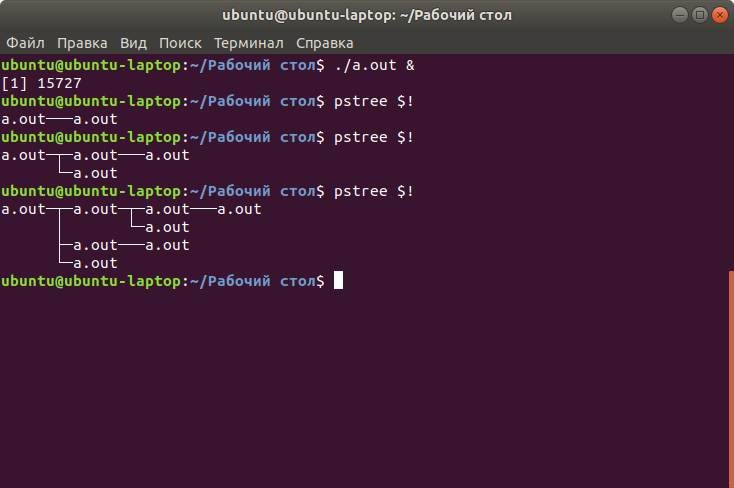 ubuntu@ubuntu-laptop: ~/Рабочий стол
Файл Правка Вид Поиск Терминал Справка
ubuntu@ubuntu-laptop:~/Рабочий стол$ ./a.out &
[1] 15727
ubuntu@ubuntu-laptop:~/Рабочий стол$ pstree $!
a.out───a.out
ubuntu@ubuntu-laptop:~/Рабочий стол$ pstree $!
a.out─┬─a.out───a.out
      └─a.out
ubuntu@ubuntu-laptop:~/Рабочий стол$ pstree $!
a.out─┬─a.out─┬─a.out───a.out
      │       └─a.out
      ├─a.out───a.out
      └─a.out
ubuntu@ubuntu-laptop:~/Рабочий стол$